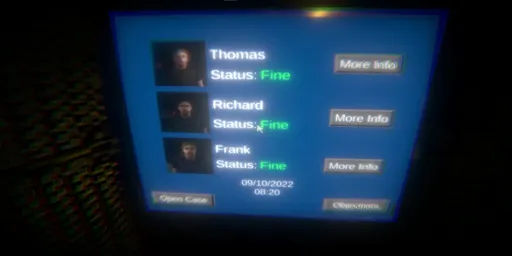 Thomas
Status: Fine
More Info
Richard
Status: Fine
More Info
Frank
Status: Fine
More Info
09/10/2022
08:20
Open Case
Objectives